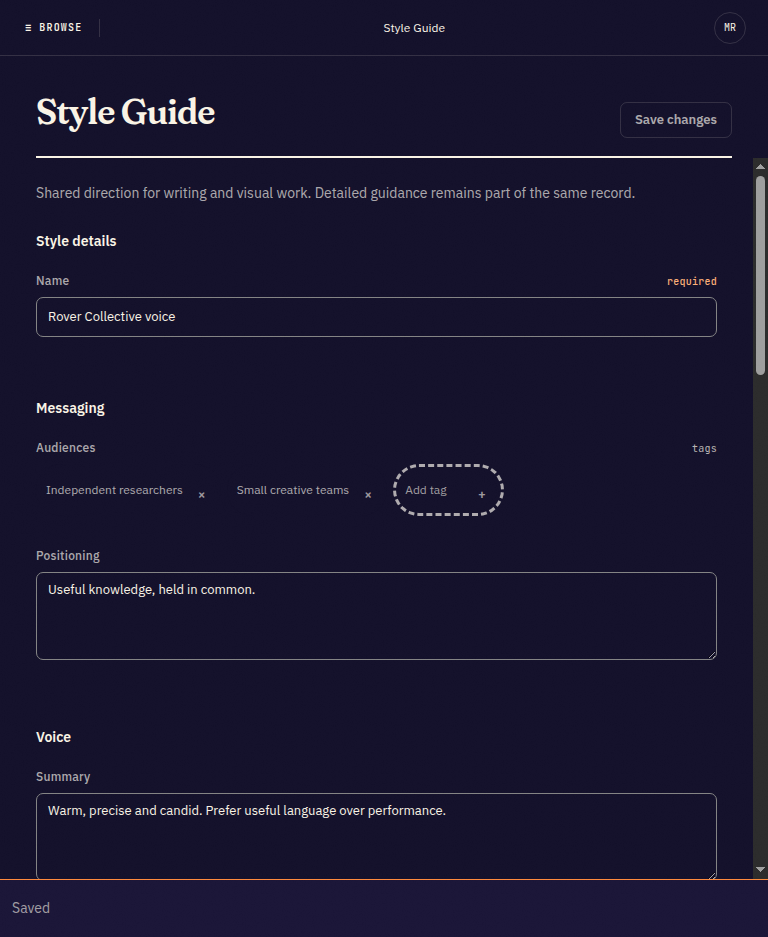 ≡ BROWSE
Style Guide
MR
Style Guide
Save changes
Shared direction for writing and visual work. Detailed guidance remains part of the same record.
Style details
Name
required
Rover Collective voice
Messaging
Audiences
tags
Independent researchers ×
Small creative teams ×
Add tag +
Positioning
Useful knowledge, held in common.
Voice
Summary
Warm, precise and candid. Prefer useful language over performance.
Saved